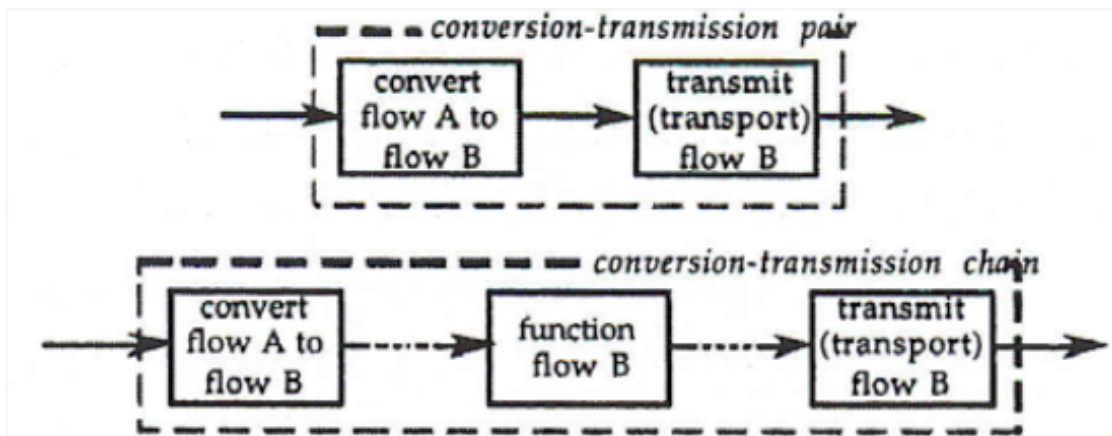 conversion-transmission pair
convert
flow A to
flow B
transmit
(transport)
flow B
conversion-transmission chain
convert
flow A to
flow B
function
flow B
transmit
(transport)
flow B